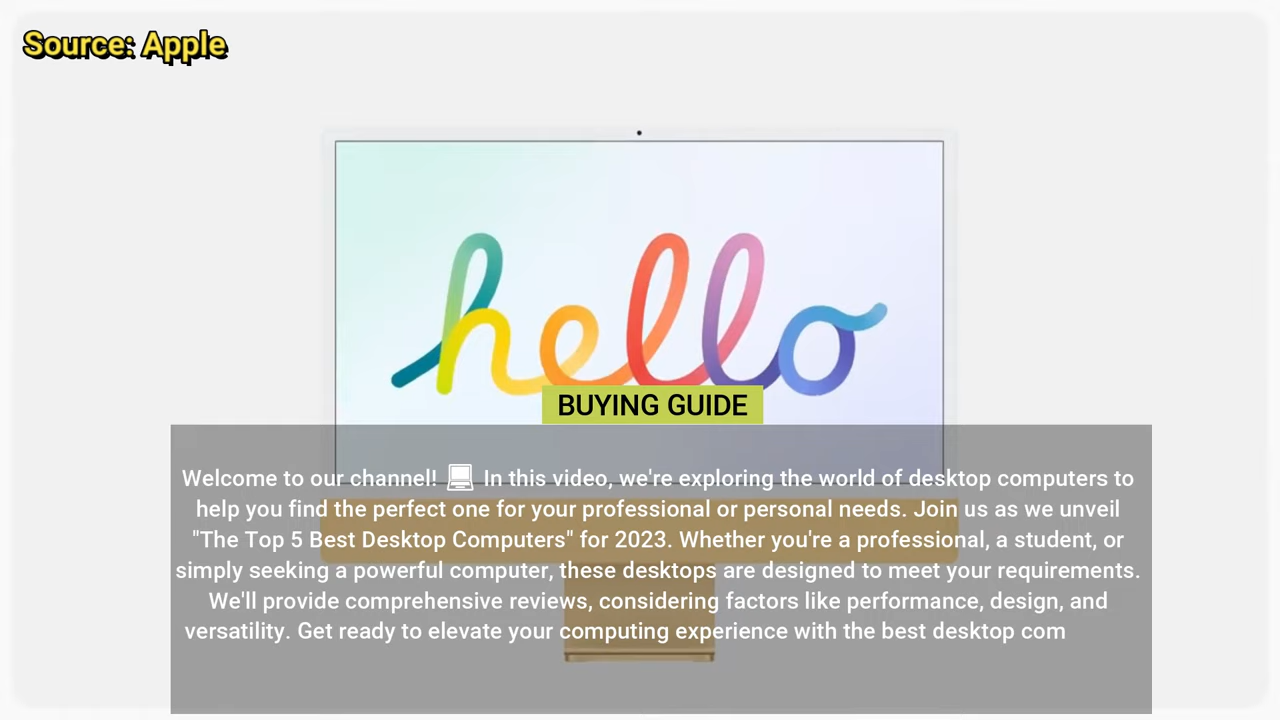 Source: Apple
hello
BUYING GUIDE
Welcome to our channel! 💻 In this video, we're exploring the world of desktop computers to
help you find the perfect one for your professional or personal needs. Join us as we unveil
"The Top 5 Best Desktop Computers" for 2023. Whether you're a professional, a student, or
simply seeking a powerful computer, these desktops are designed to meet your requirements.
We'll provide comprehensive reviews, considering factors like performance, design, and
versatility. Get ready to elevate your computing experience with the best desktop com